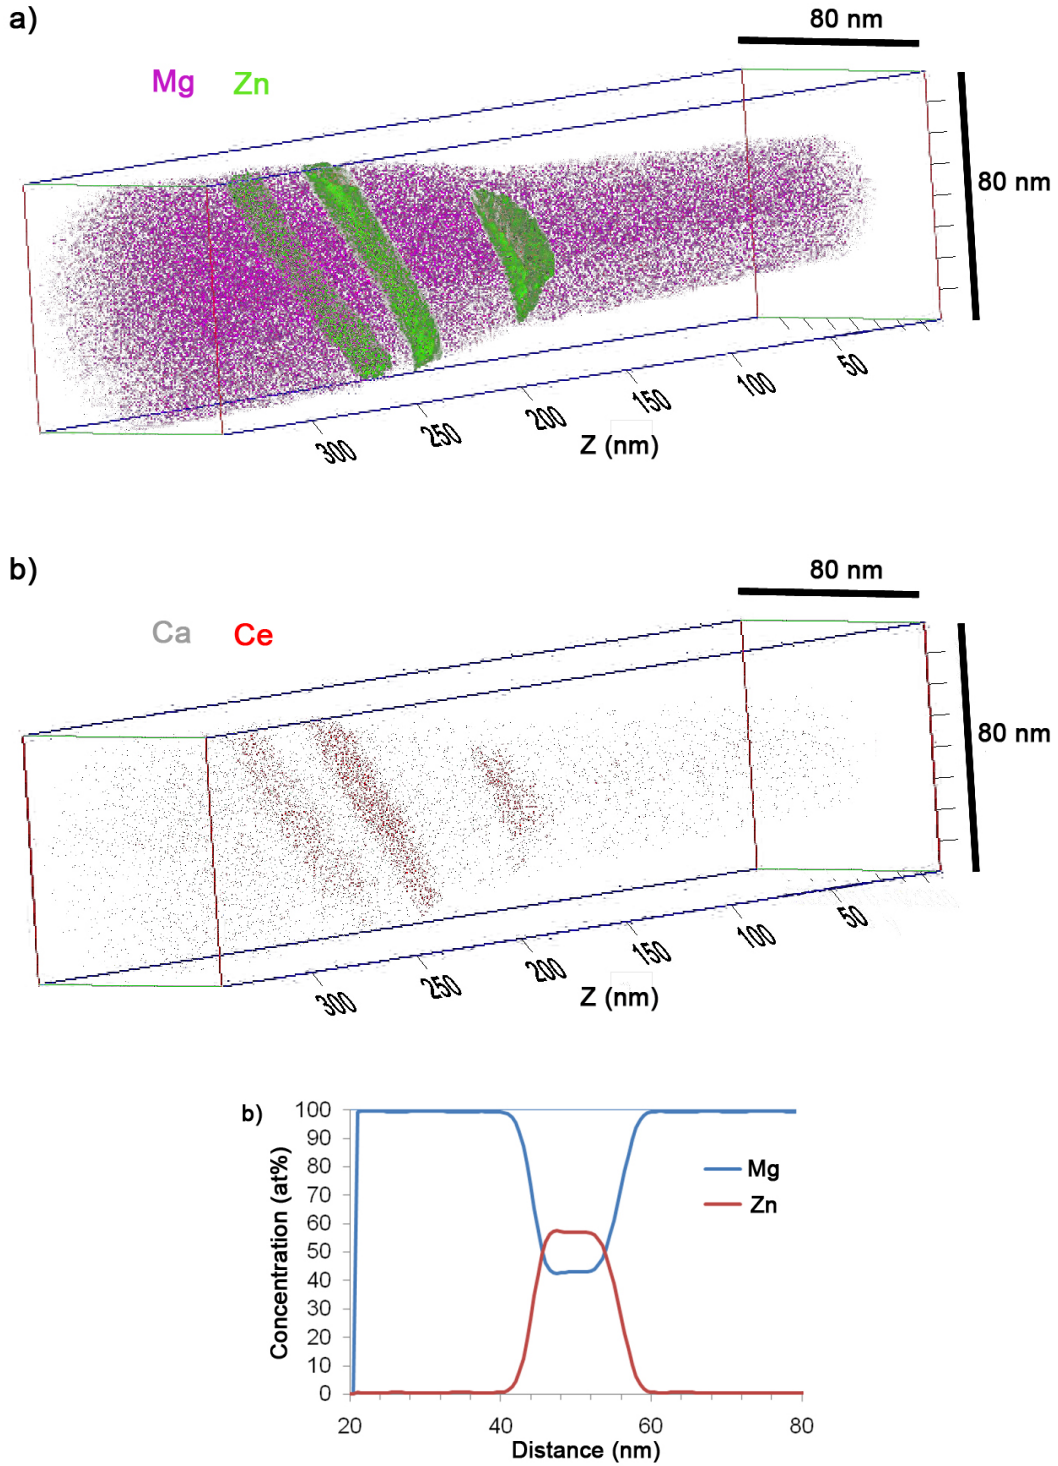 a)
80 nm
Mg Zn
80 nm
300 250 200 150 100 50
Z (nm)
b)
80 nm
Ca Ce
80 nm
300 250 200 150 100 50
Z (nm)
b)
100
90
80
70
60
50
40
30
20
10
0
Concentration (at%)
Mg
Zn
20 40 60 80
Distance (nm)